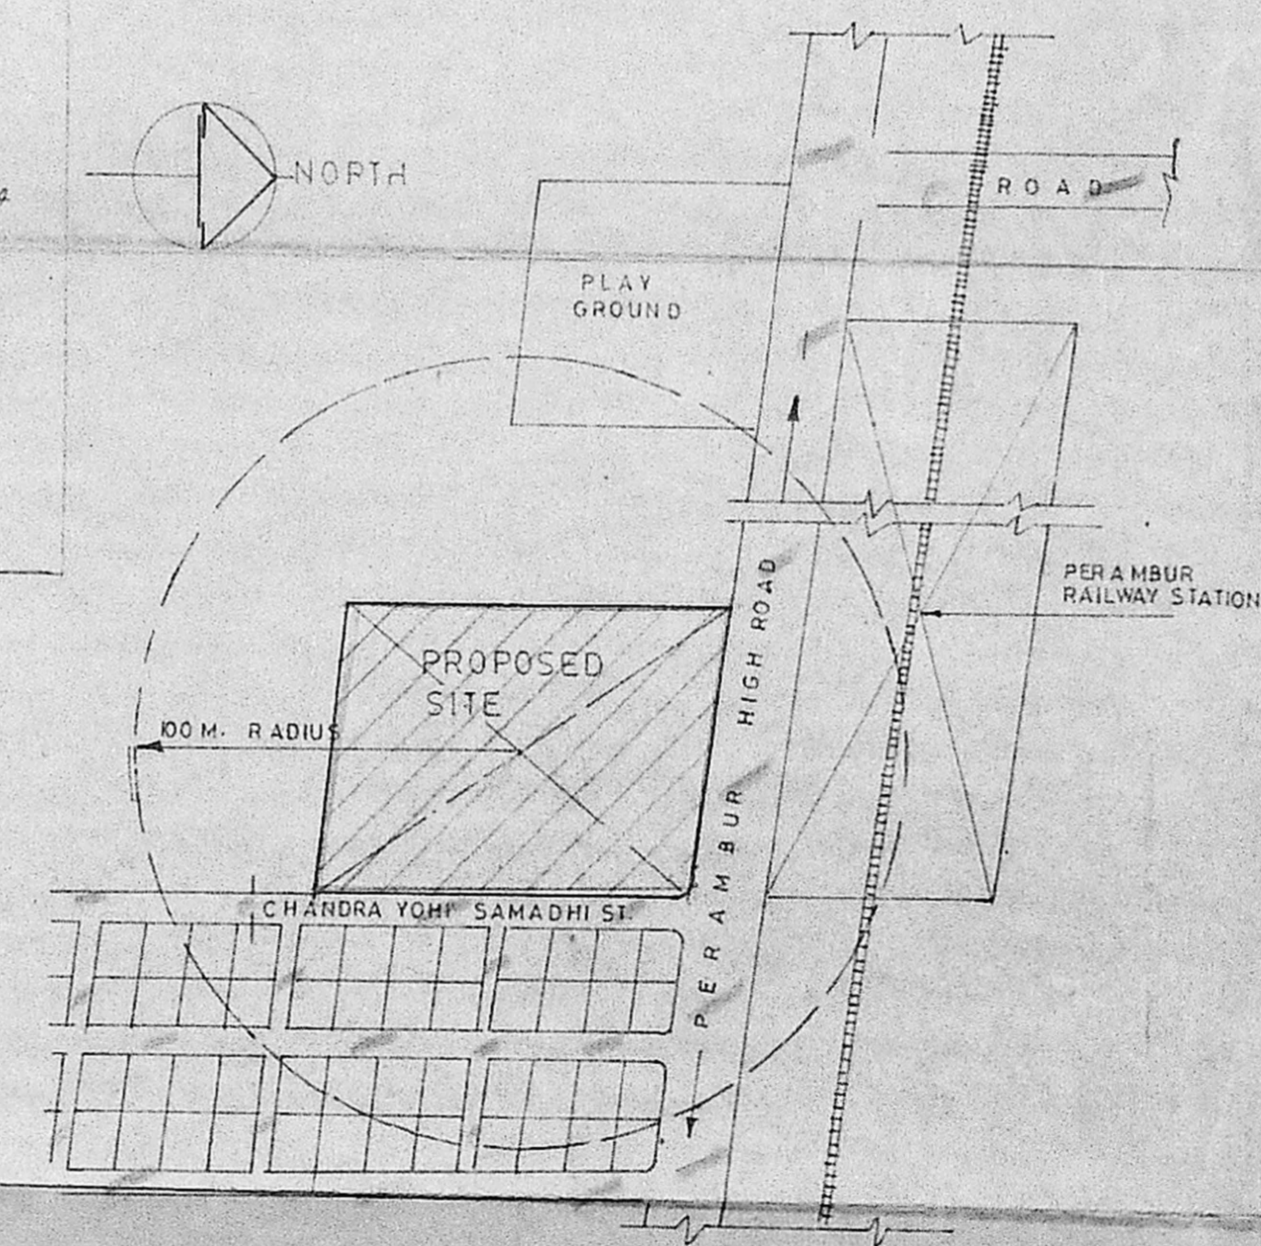 NORTH
ROAD
PLAY
GROUND
PERAMBUR
RAILWAY STATION
PROPOSED
SITE
100 M. RADIUS
PERAMBUR HIGH ROAD
CHANDRA YOHI SAMADHI ST.